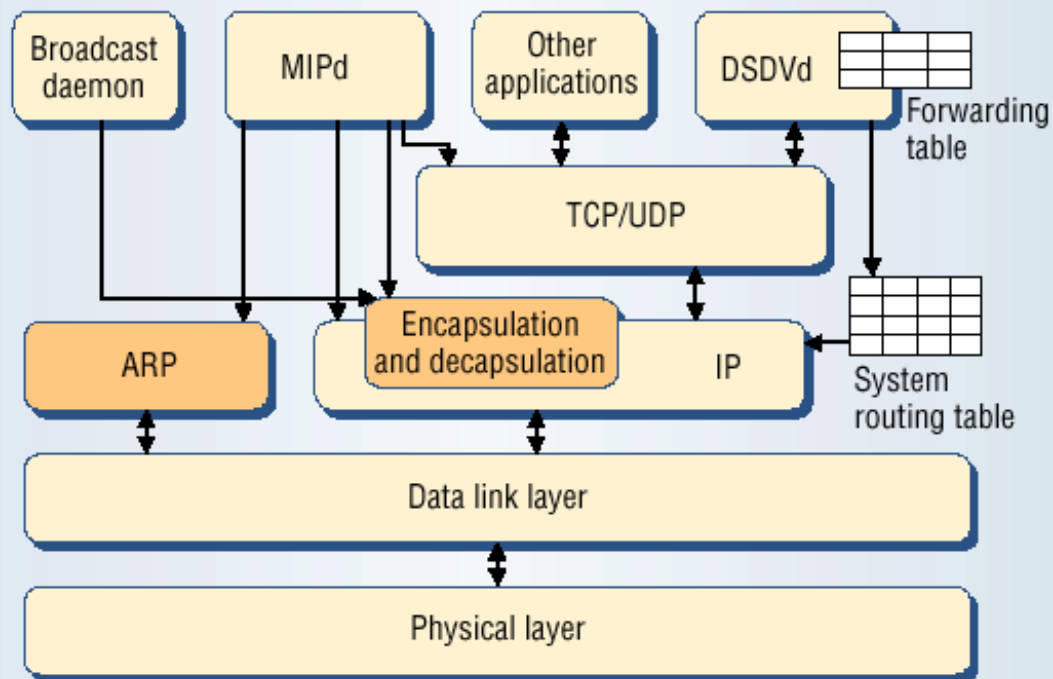 Broadcast
daemon
MIPd
Other
applications
DSDVd
Forwarding
table
TCP/UDP
Encapsulation
and decapsulation
ARP
IP
System
routing table
Data link layer
Physical layer